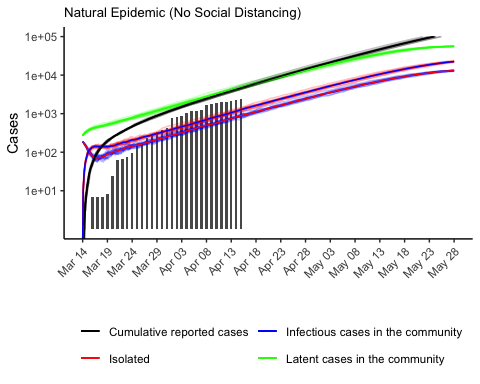 Natural Epidemic (No Social Distancing)
1e+05
1e+04
1e+03
1e+02
1e+01
Cases
Mar 14
Mar 19
Mar 24
Mar 29
Apr 03
Apr 08
Apr 13
Apr 18
Apr 23
Apr 28
May 03
May 08
May 13
May 18
May 23
May 28
Cumulative reported cases
Infectious cases in the community
Isolated
Latent cases in the community